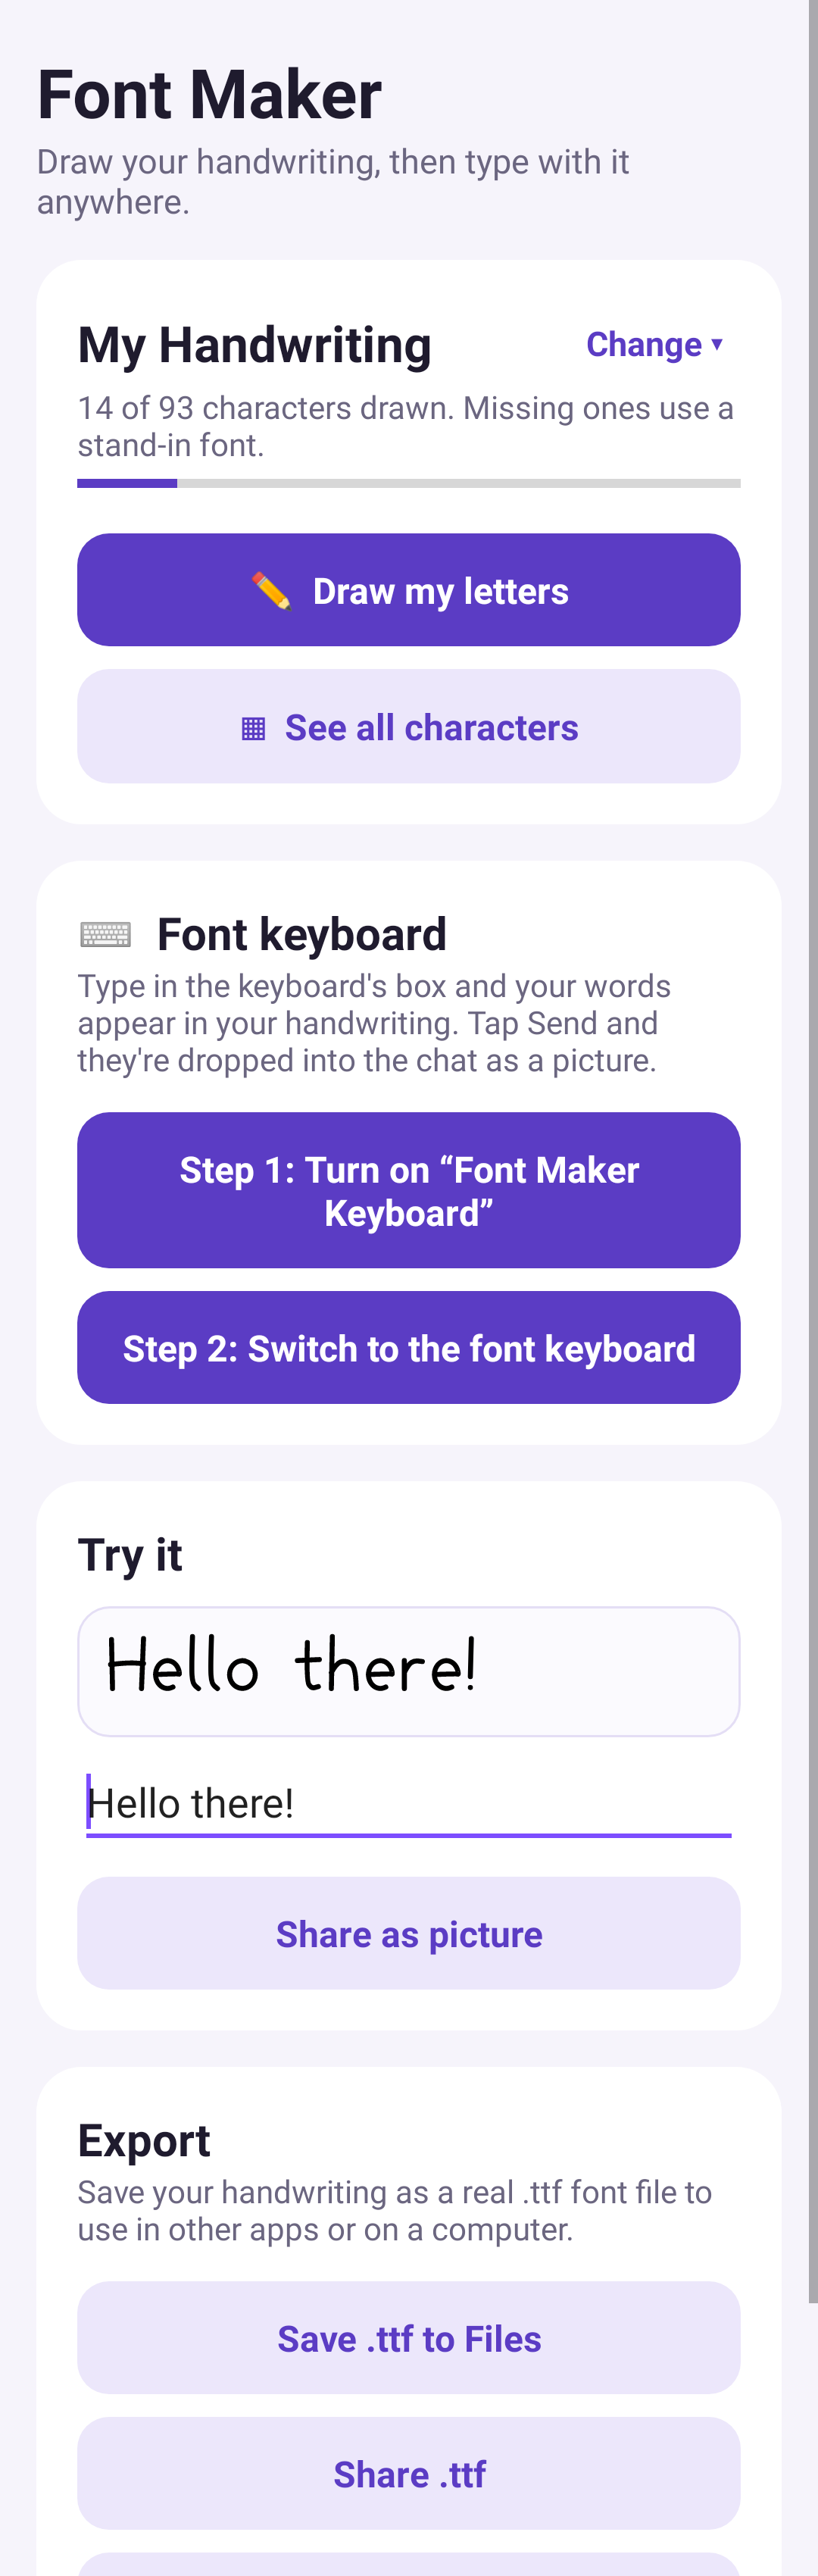 Font Maker
Draw your handwriting, then type with it
anywhere.
My Handwriting
Change ▾
14 of 93 characters drawn. Missing ones use a
stand-in font.
✏️ Draw my letters
▦ See all characters
⌨ Font keyboard
Type in the keyboard's box and your words
appear in your handwriting. Tap Send and
they're dropped into the chat as a picture.
Step 1: Turn on “Font Maker
Keyboard”
Step 2: Switch to the font keyboard
Try it
Hello there!
Hello there!
Share as picture
Export
Save your handwriting as a real .ttf font file to
use in other apps or on a computer.
Save .ttf to Files
Share .ttf